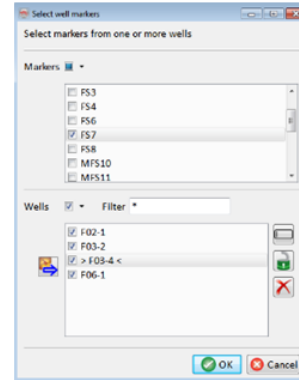 Select well markers
Select markers from one or more wells
Markers
FS3
FS4
FS6
FS7
FS8
MFS10
MFS11
Wells Filter *
F02-1
F03-2
> F03-4 <
F06-1
OK Cancel